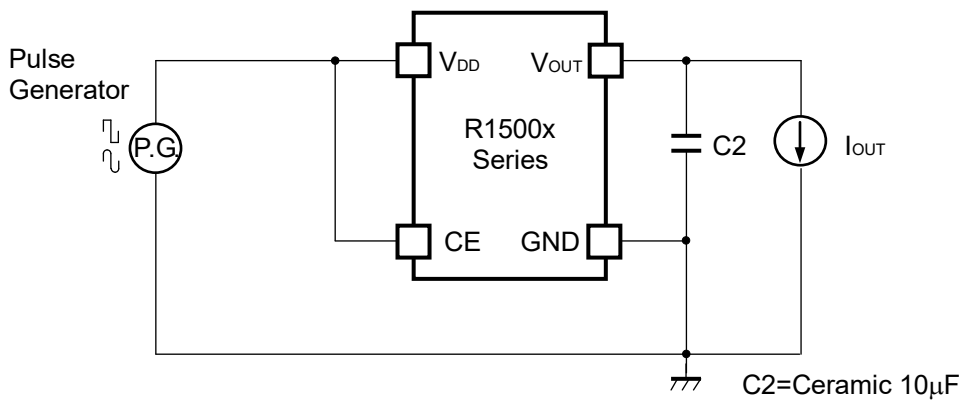 Pulse
Generator
P.G.
VDD
VOUT
R1500x
Series
CE
GND
C2
IOUT
C2=Ceramic 10μF